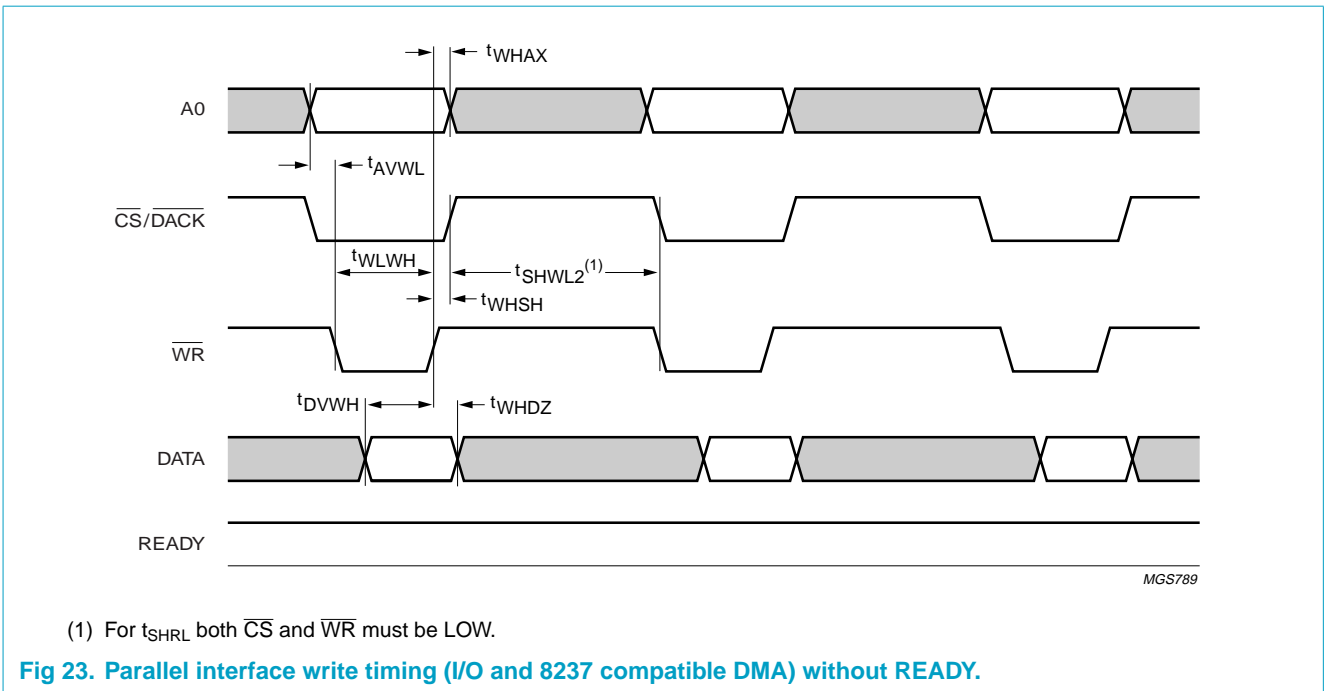 tWHAX
A0
tAVWL
CS/DACK
tWLWH
tSHWL2(1)
tWHSH
WR
tDVWH
tWHDZ
DATA
READY
MGS789
(1) For tSHRL both CS and WR must be LOW.
Fig 23. Parallel interface write timing (I/O and 8237 compatible DMA) without READY.